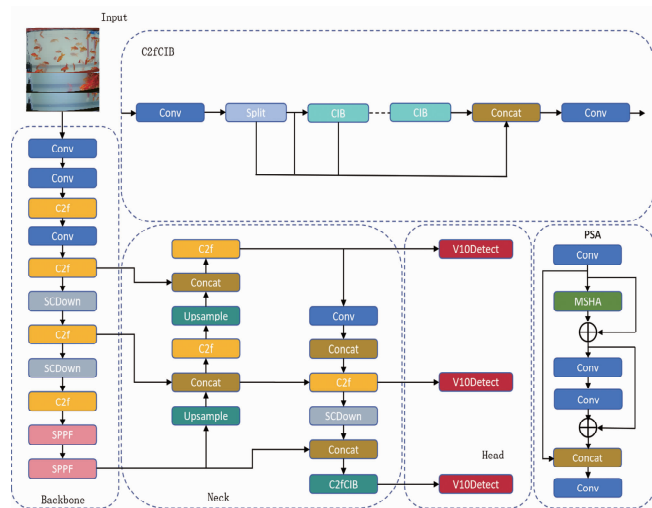 Input
C2fCIB
Conv
Split
CIB
CIB
Concat
Conv
Conv
Conv
C2f
Conv
C2f
SCDown
C2f
SCDown
C2f
SPPF
SPPF
Backbone
C2f
Concat
Upsample
C2f
Concat
Upsample
Conv
Concat
C2f
SCDown
Concat
C2fCIB
Neck
V10Detect
V10Detect
V10Detect
Head
PSA
Conv
MSHA
Conv
Conv
Concat
Conv